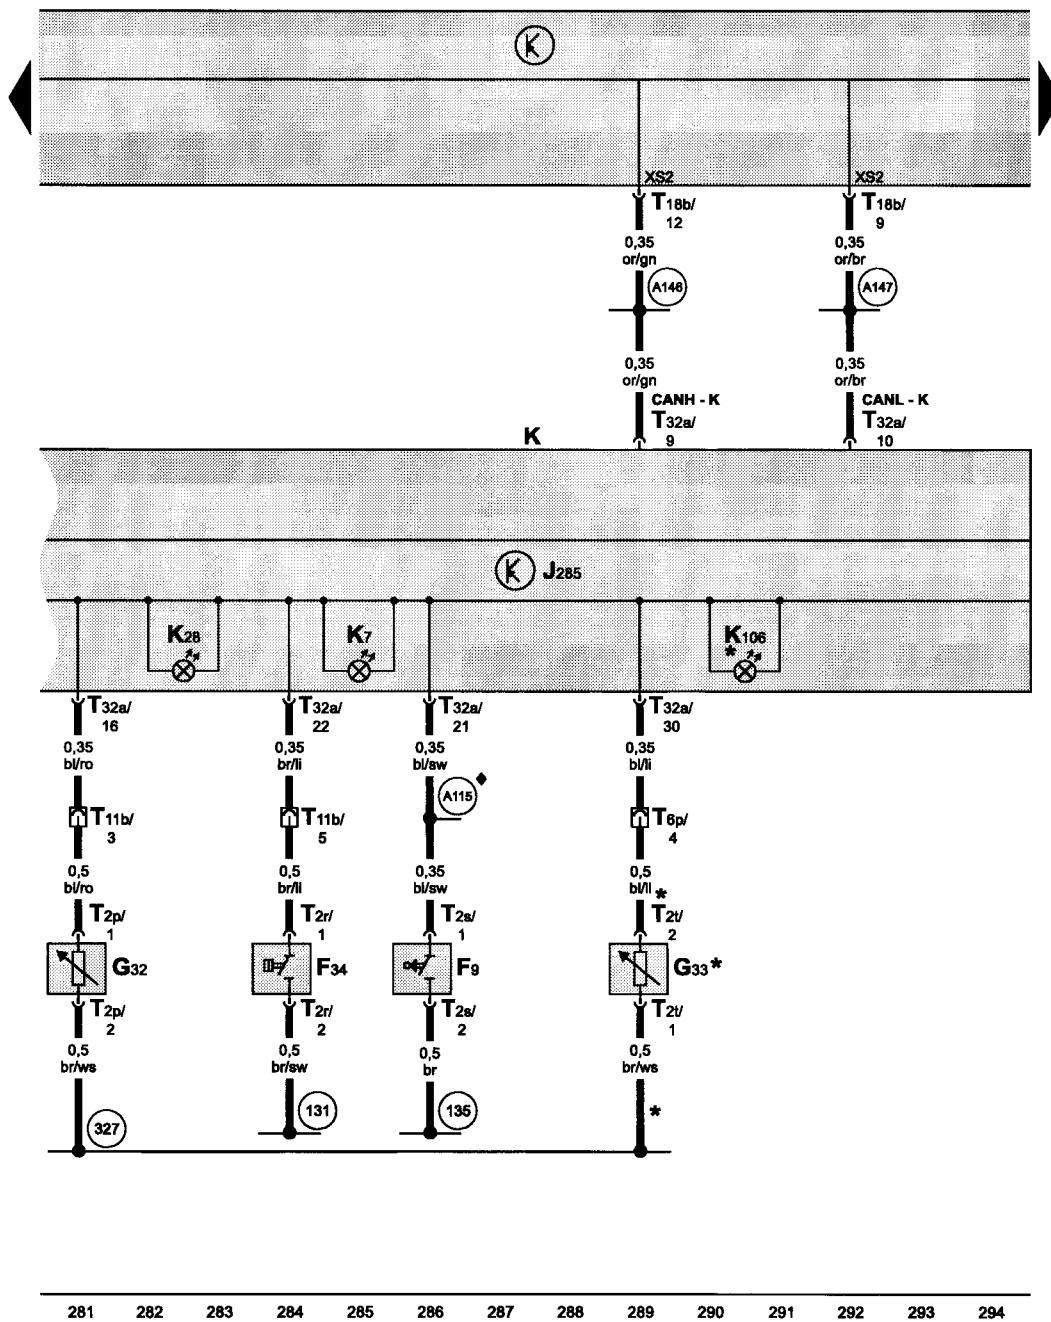 XS2 XS2
T18b/ T18b/
12 9
0,35 0,35
or/gn or/br
A146 A147
0,35 0,35
or/gn or/br
CANH - K CANL - K
T32a/ T32a/
9 10
K
J285
K28 K7 K106
* 
T32a/ T32a/ T32a/ T32a/
16 22 21 30
0,35 0,35 0,35 0,35
bl/ro br/li bl/sw bl/li
A115
T11b/ T11b/ T6p/
3 5 4
0,5 0,5 0,35 0,5
bl/ro br/li bl/sw bl/li *
T2p/ T2r/ T2s/ T2t/
1 1 1 2
G32 F34 F9 G33*
T2p/ T2r/ T2s/ T2t/
2 2 2 1
0,5 0,5 0,5 0,5
br/ws br/sw br br/ws
327 131 135 *
281 282 283 284 285 286 287 288 289 290 291 292 293 294